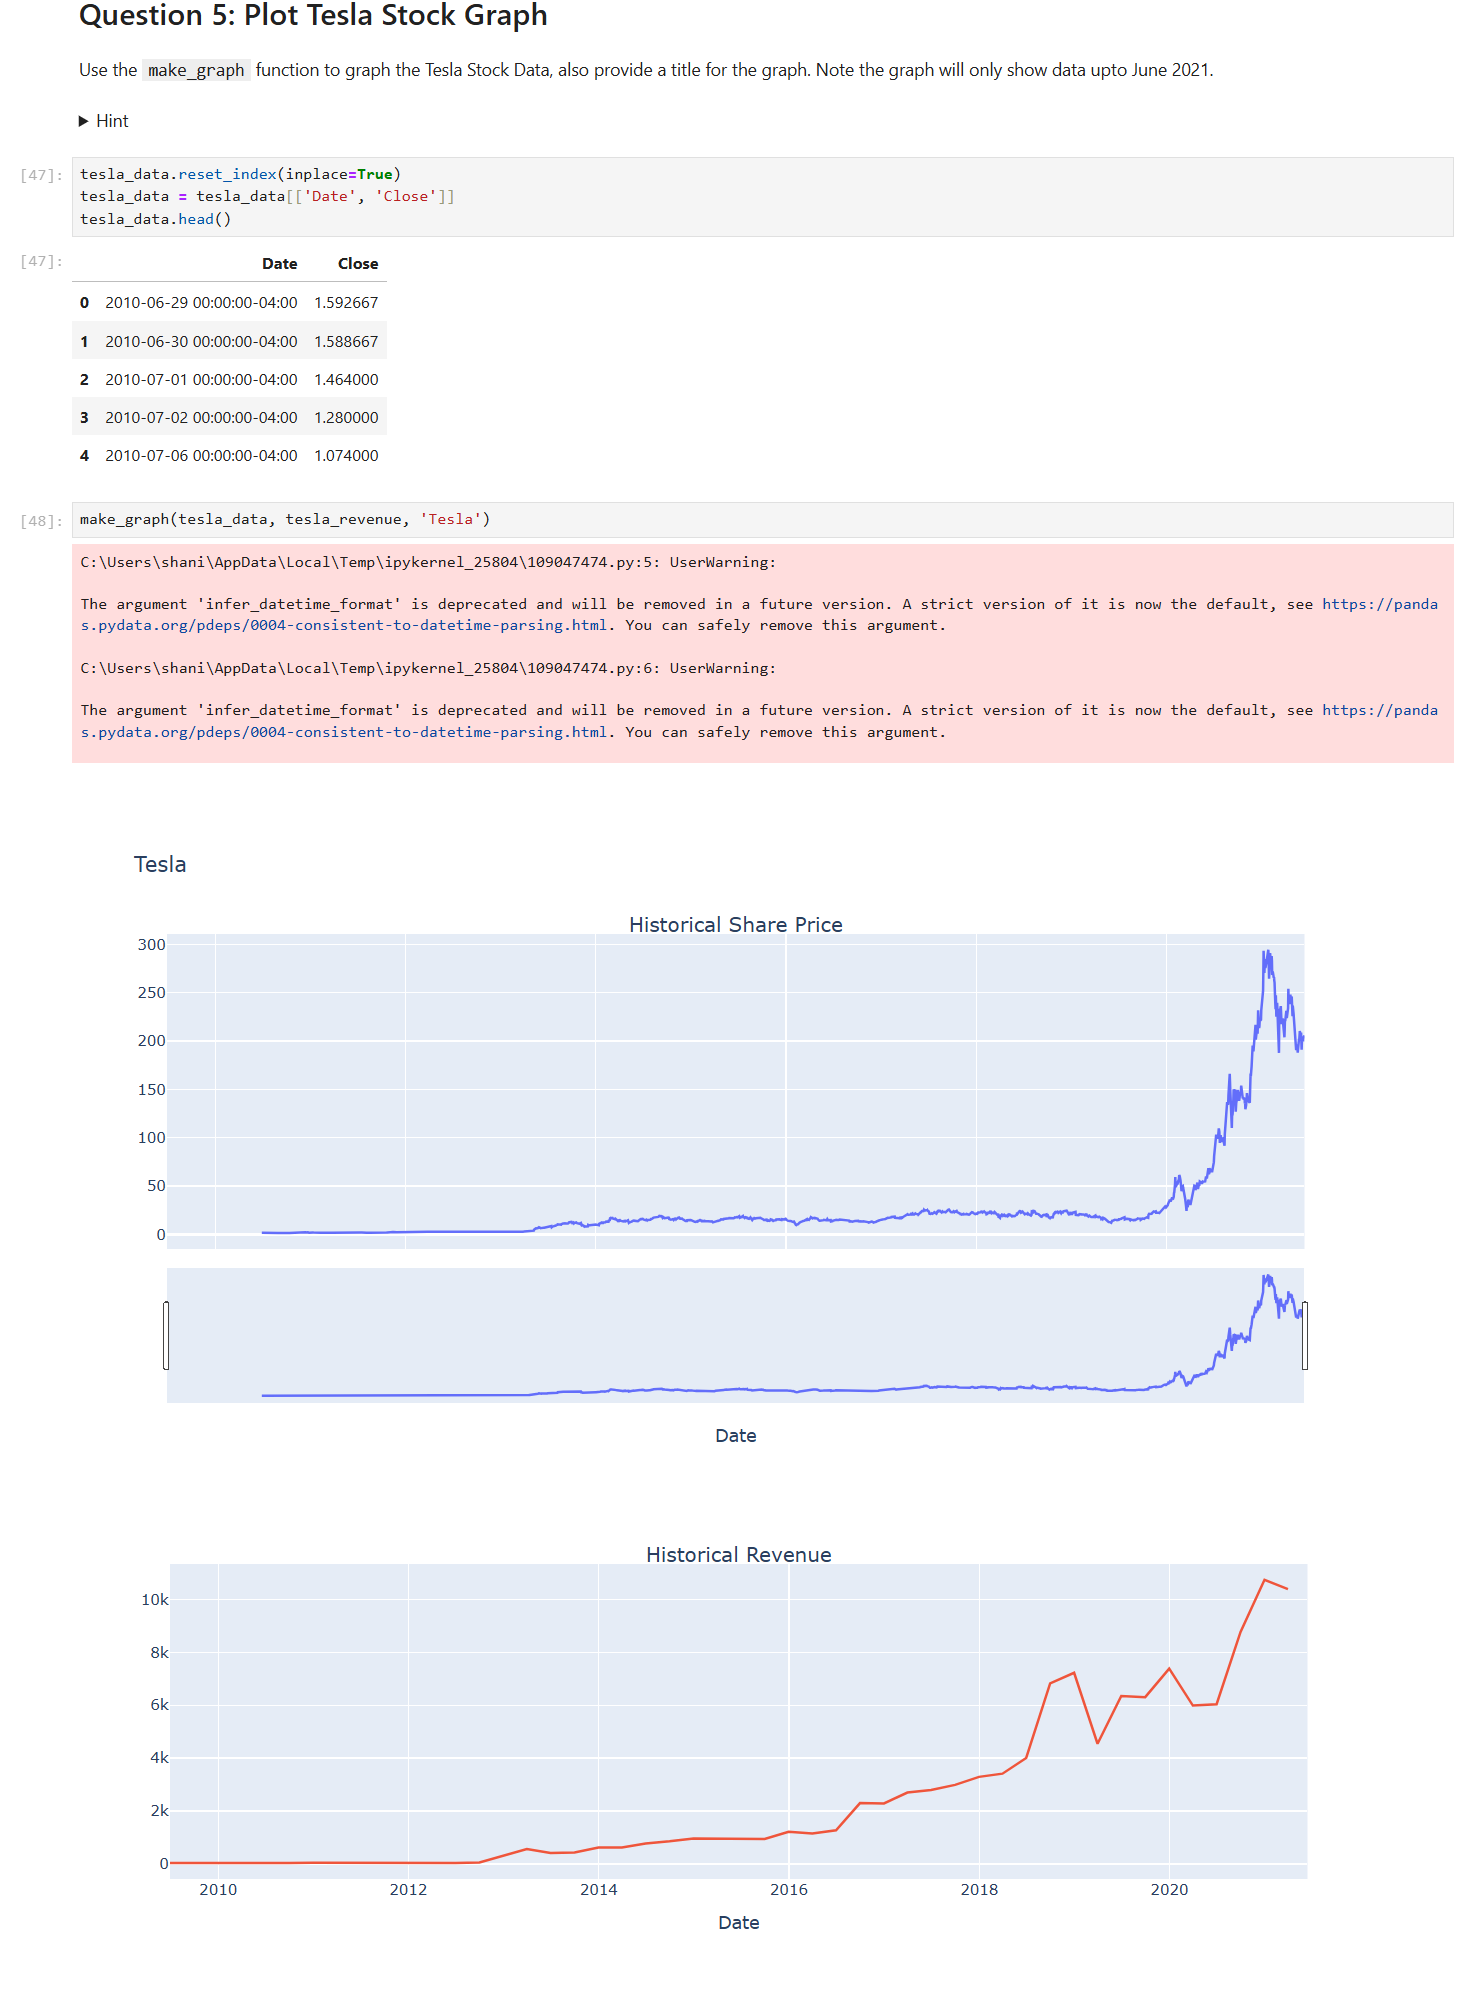 Question 5: Plot Tesla Stock Graph
Use the make_graph function to graph the Tesla Stock Data, also provide a title for the graph. Note the graph will only show data upto June 2021.
▶ Hint
[47]: tesla_data.reset_index(inplace=True)
tesla_data = tesla_data[['Date', 'Close']]
tesla_data.head()
[47]: Date Close
0 2010-06-29 00:00:00-04:00 1.592667
1 2010-06-30 00:00:00-04:00 1.588667
2 2010-07-01 00:00:00-04:00 1.464000
3 2010-07-02 00:00:00-04:00 1.280000
4 2010-07-06 00:00:00-04:00 1.074000
[48]: make_graph(tesla_data, tesla_revenue, 'Tesla')
C:\Users\shani\AppData\Local\Temp\ipykernel_25804\109047474.py:5: UserWarning:
The argument 'infer_datetime_format' is deprecated and will be removed in a future version. A strict version of it is now the default, see https://panda
s.pydata.org/pdeps/0004-consistent-to-datetime-parsing.html. You can safely remove this argument.
C:\Users\shani\AppData\Local\Temp\ipykernel_25804\109047474.py:6: UserWarning:
The argument 'infer_datetime_format' is deprecated and will be removed in a future version. A strict version of it is now the default, see https://panda
s.pydata.org/pdeps/0004-consistent-to-datetime-parsing.html. You can safely remove this argument.
Tesla
Historical Share Price
300
250
200
150
100
50
0
Date
Historical Revenue
10k
8k
6k
4k
2k
0
2010 2012 2014 2016 2018 2020
Date